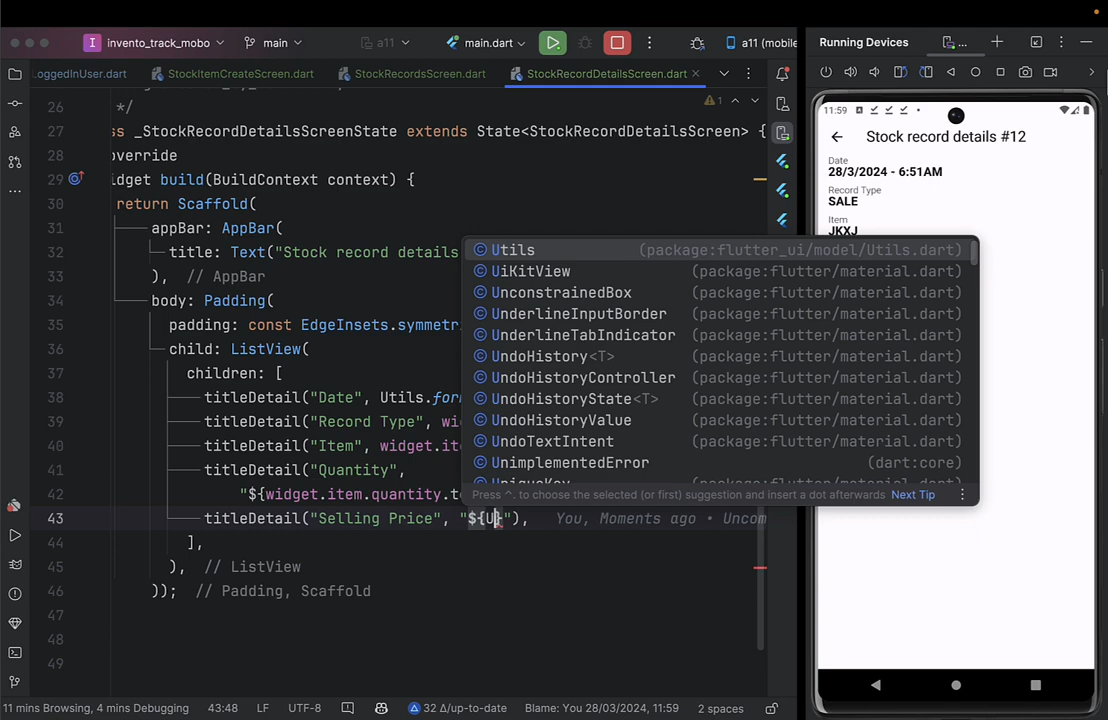 I invento_track_mobo main a11 main.dart a11 (mobile Running Devices
LoggedInUser.dart StockItemCreateScreen.dart StockRecordsScreen.dart StockRecordDetailsScreen.dart
26 */ 1
27 ss _StockRecordDetailsScreenState extends State<StockRecordDetailsScreen> {
28 override
29 idget build(BuildContext context) {
30 return Scaffold(
31 appBar: AppBar(
32 title: Text("Stock record details
33 ), // AppBar
34 body: Padding(
35 padding: const EdgeInsets.symmetri
36 child: ListView(
37 children: [
38 titleDetail("Date", Utils.for
39 titleDetail("Record Type", wi
40 titleDetail("Item", widget.it
41 titleDetail("Quantity",
42 "${widget.item.quantity.t
43 titleDetail("Selling Price", "${U}"), You, Moments ago • Uncom
44 ],
45 ), // ListView
46 )); // Padding, Scaffold
47
48
49
Utils (package:flutter_ui/model/Utils.dart)
UiKitView (package:flutter/material.dart)
UnconstrainedBox (package:flutter/material.dart)
UnderlineInputBorder (package:flutter/material.dart)
UnderlineTabIndicator (package:flutter/material.dart)
UndoHistory<T> (package:flutter/material.dart)
UndoHistoryController (package:flutter/material.dart)
UndoHistoryState<T> (package:flutter/material.dart)
UndoHistoryValue (package:flutter/material.dart)
UndoTextIntent (package:flutter/material.dart)
UnimplementedError (dart:core)
UniqueKey (package:flutter/material.dart)
Press ^. to choose the selected (or first) suggestion and insert a dot afterwards Next Tip
11:59
Stock record details #12
Date
28/3/2024 - 6:51AM
Record Type
SALE
Item
JKXJ
11 mins Browsing, 4 mins Debugging 43:48 LF UTF-8 32 Δ/up-to-date Blame: You 28/03/2024, 11:59 2 spaces